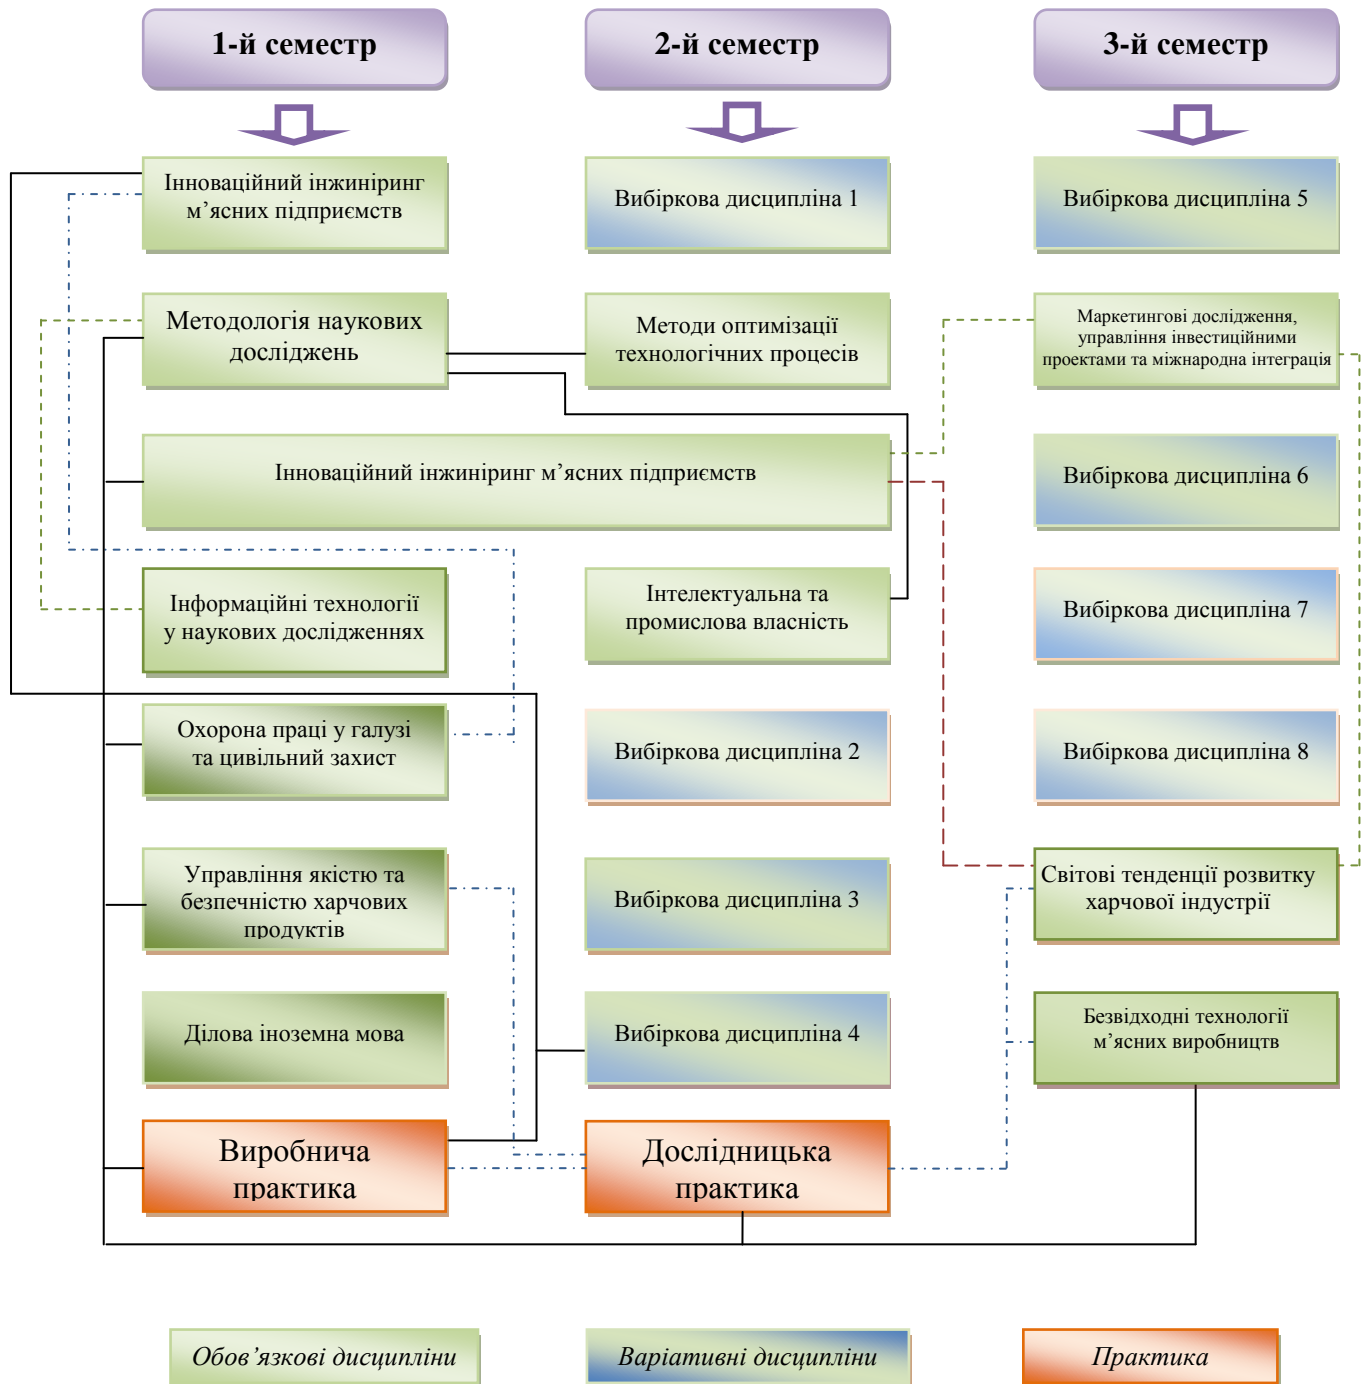 1-й семестр
2-й семестр
3-й семестр
Інноваційний інжиніринг
м’ясних підприємств
Вибіркова дисципліна 1
Вибіркова дисципліна 5
Методологія наукових
досліджень
Методи оптимізації
технологічних процесів
Маркетингові дослідження,
управління інвестиційними
проектами та міжнародна інтеграція
Інноваційний інжиніринг м’ясних підприємств
Вибіркова дисципліна 6
Інформаційні технології
у наукових дослідженнях
Інтелектуальна та
промислова власність
Вибіркова дисципліна 7
Охорона праці у галузі
та цивільний захист
Вибіркова дисципліна 2
Вибіркова дисципліна 8
Управління якістю та
безпечністю харчових
продуктів
Вибіркова дисципліна 3
Світові тенденції розвитку
харчової індустрії
Ділова іноземна мова
Вибіркова дисципліна 4
Безвідходні технології
м’ясних виробництв
Виробнича
практика
Дослідницька
практика
Обов’язкові дисципліни
Варіативні дисципліни
Практика